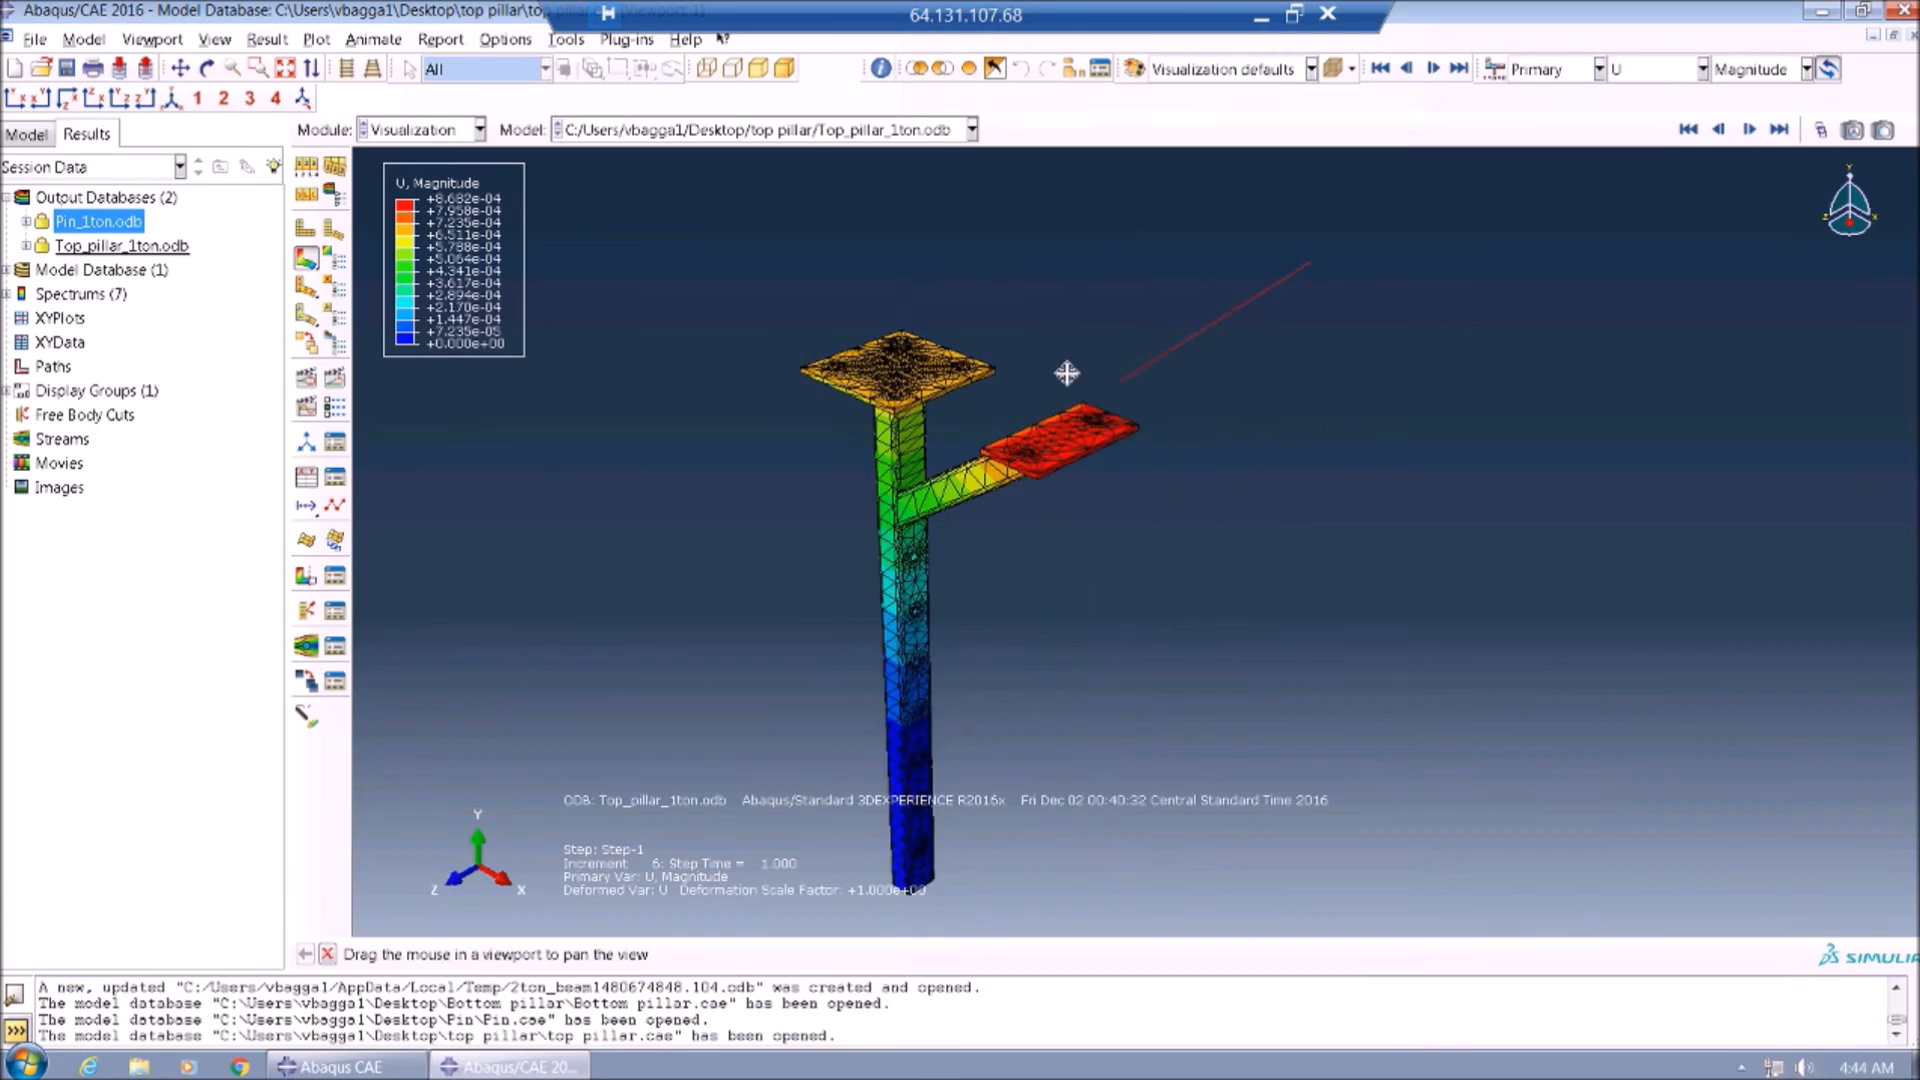 Abaqus/CAE 2016 - Model Database: C:\Users\vbagga1\Desktop\top pillar\top
[Viewport: 1]
64.131.107.68
File Model Viewport View Result Plot Animate Report Options Tools Plug-ins Help
All
Visualization defaults
Primary U Magnitude
1 2 3 4
Model Results
Module: Visualization Model: C:/Users/vbagga1/Desktop/top pillar/Top_pillar_1ton.odb
Session Data
Output Databases (2)
Pin_1ton.odb
Top_pillar_1ton.odb
Model Database (1)
Spectrums (7)
XYPlots
XYData
Paths
Display Groups (1)
Free Body Cuts
Streams
Movies
Images
U, Magnitude
+8.682e-04
+7.958e-04
+7.235e-04
+6.511e-04
+5.788e-04
+5.064e-04
+4.341e-04
+3.617e-04
+2.894e-04
+2.170e-04
+1.447e-04
+7.235e-05
+0.000e+00
Y
Z X
ODB: Top_pillar_1ton.odb Abaqus/Standard 3DEXPERIENCE R2016x Fri Dec 02 00:40:32 Central Standard Time 2016
Step: Step-1
Increment 6: Step Time = 1.000
Primary Var: U, Magnitude
Deformed Var: U Deformation Scale Factor: +1.000e+00
Drag the mouse in a viewport to pan the view
A new, updated "C:/Users/vbagga1/AppData/Local/Temp/2ton_beam1480674848.104.odb" was created and opened.
The model database "C:\Users\vbagga1\Desktop\Bottom pillar\Bottom pillar.cae" has been opened.
The model database "C:\Users\vbagga1\Desktop\Pin\Pin.cae" has been opened.
The model database "C:\Users\vbagga1\Desktop\top pillar\top pillar.cae" has been opened.
>>>
Abaqus CAE
Abaqus/CAE 20...
4:44 AM